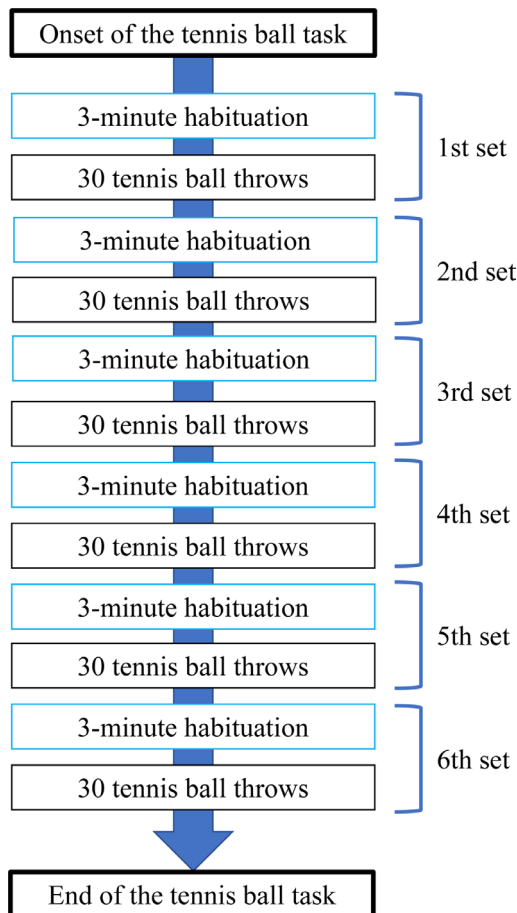 Onset of the tennis ball task
3-minute habituation
30 tennis ball throws
1st set
3-minute habituation
30 tennis ball throws
2nd set
3-minute habituation
30 tennis ball throws
3rd set
3-minute habituation
30 tennis ball throws
4th set
3-minute habituation
30 tennis ball throws
5th set
3-minute habituation
30 tennis ball throws
6th set
End of the tennis ball task